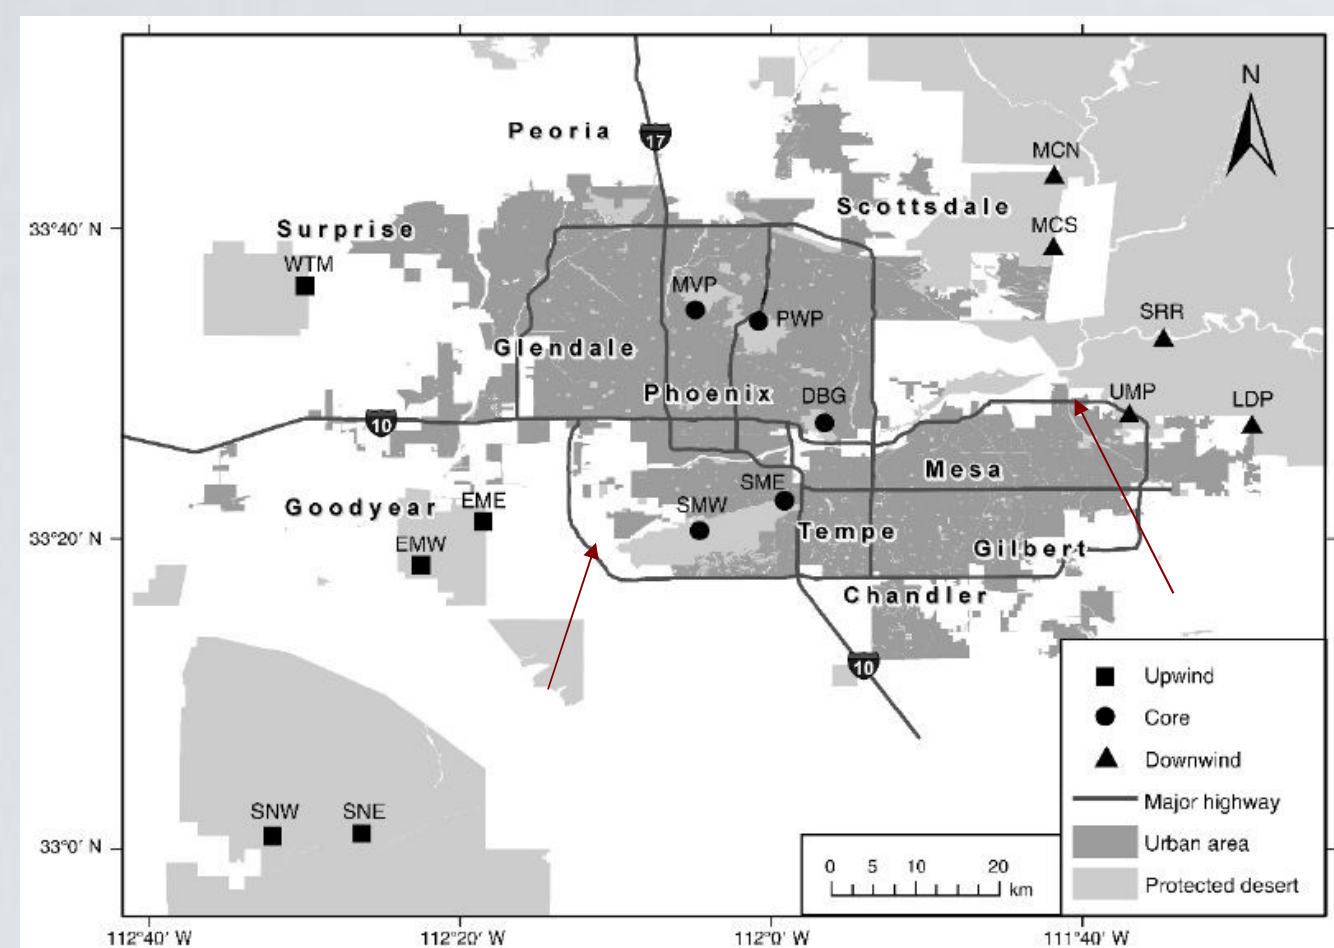 N
Peoria
17
MCN
Scottsdale
33°40' N
Surprise
MCS
WTM
MVP
PWP
SRR
Glendale
Phoenix
DBG
UMP
LDP
10
Mesa
Goodyear
EME
SME
SMW
Tempe
33°20' N
EMW
Gilbert
Chandler
10
Upwind
Core
Downwind
Major highway
Urban area
Protected desert
SNW
SNE
33°0' N
0 5 10 20
km
112°40' W 112°20' W 112°0' W 111°40' W